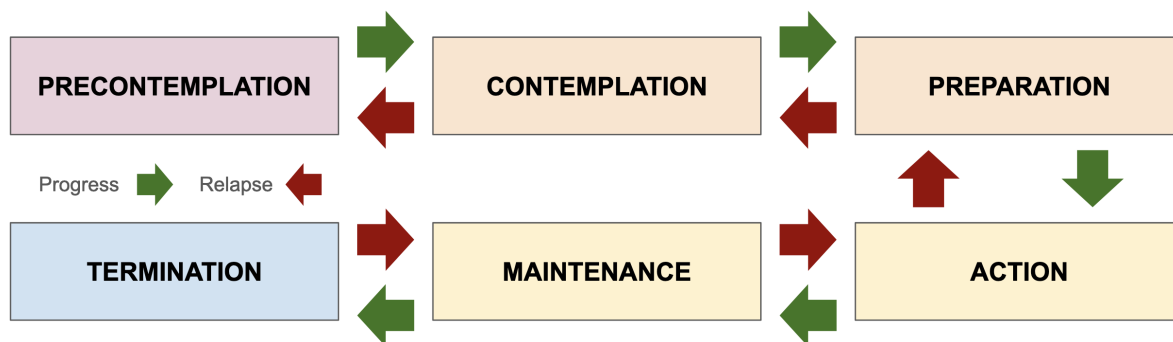 PRECONTEMPLATION
CONTEMPLATION
PREPARATION
Progress
Relapse
TERMINATION
MAINTENANCE
ACTION